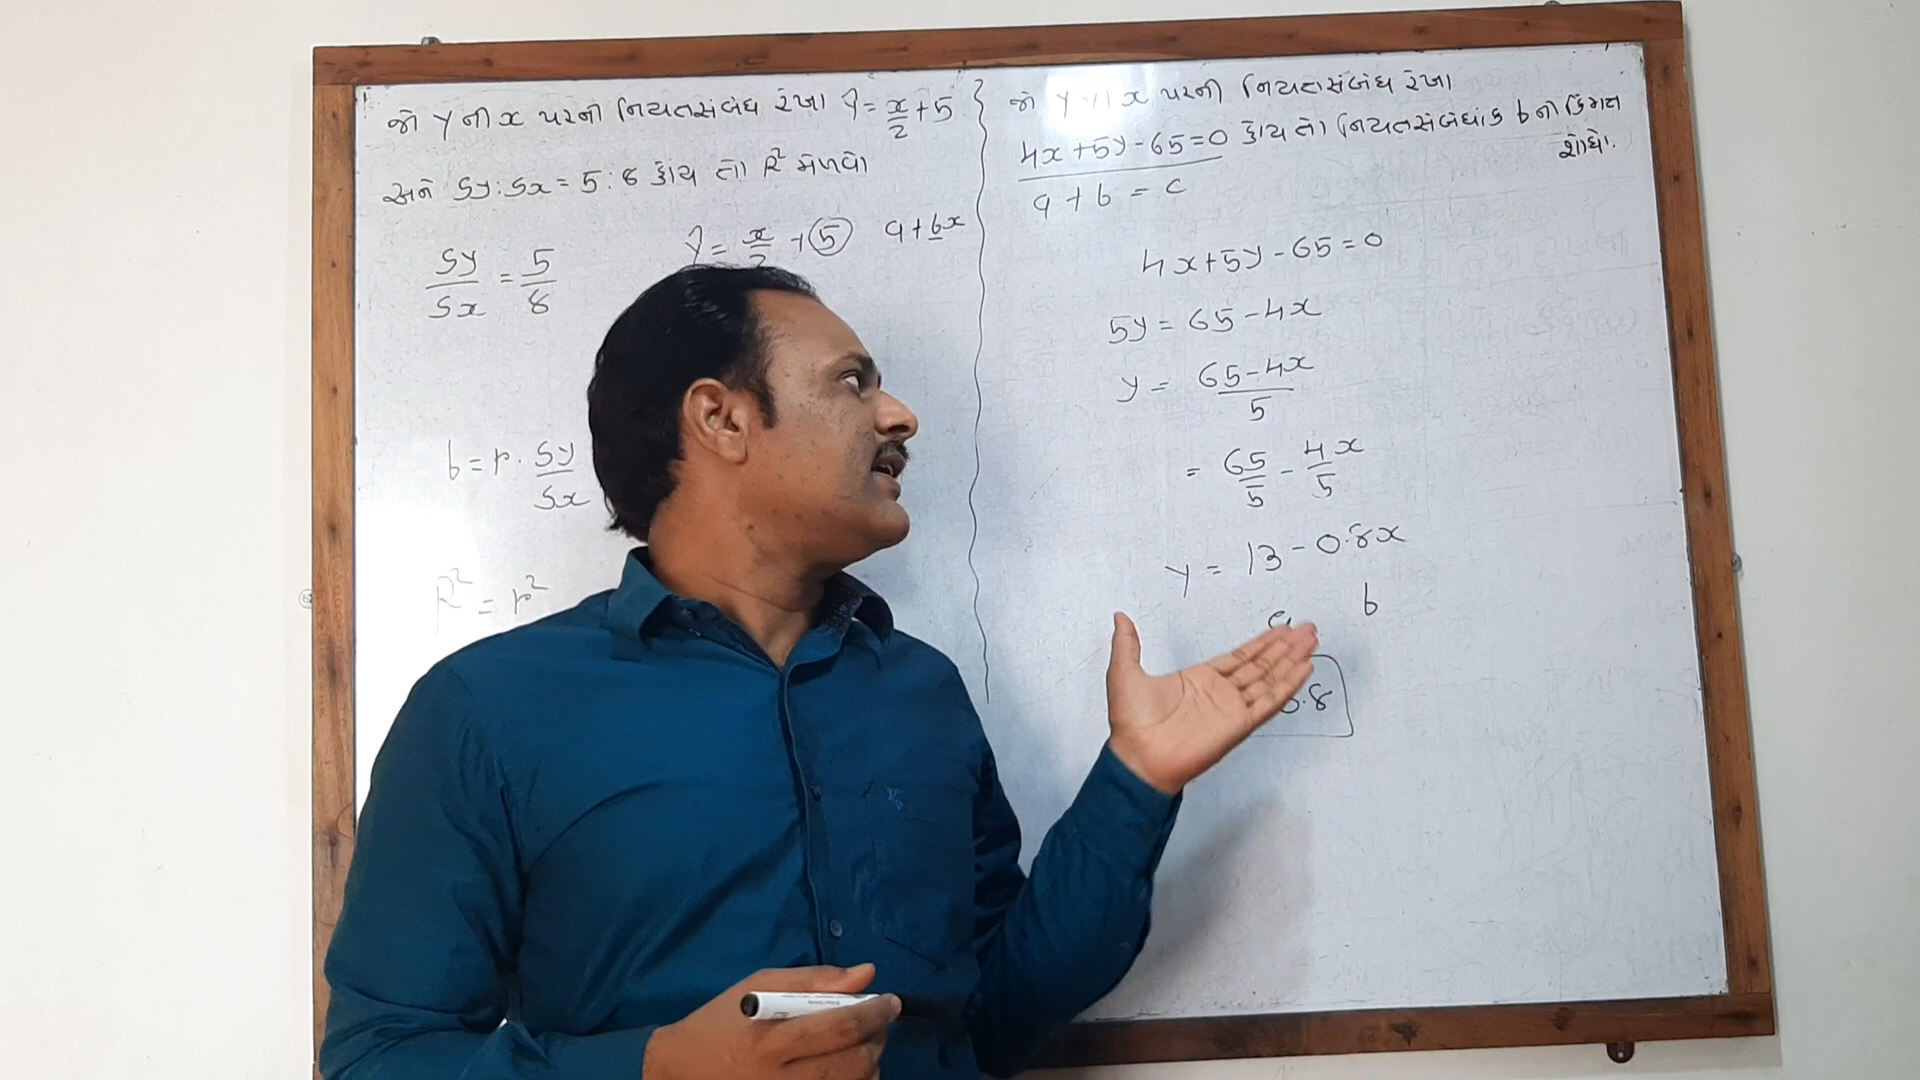 જો Y ની x પરની નિયતસંબંધ રેખા ŷ = x/2 + 5
અને Sy : Sx = 5 : 8 હોય તો R² મેળવો
Sy/Sx = 5/8
ŷ = x/2 + 5 a + bx
b = r · Sy/Sx
R² = r²
જો Y ની x પરની નિયતસંબંધ રેખા
4x + 5y - 65 = 0 હોય તો નિયતસંબંધાંક b ની કિંમત
શોધો.
a + b = c
4x + 5y - 65 = 0
5y = 65 - 4x
y = 65 - 4x / 5
= 65/5 - 4x/5
y = 13 - 0.8x
a b
0.8